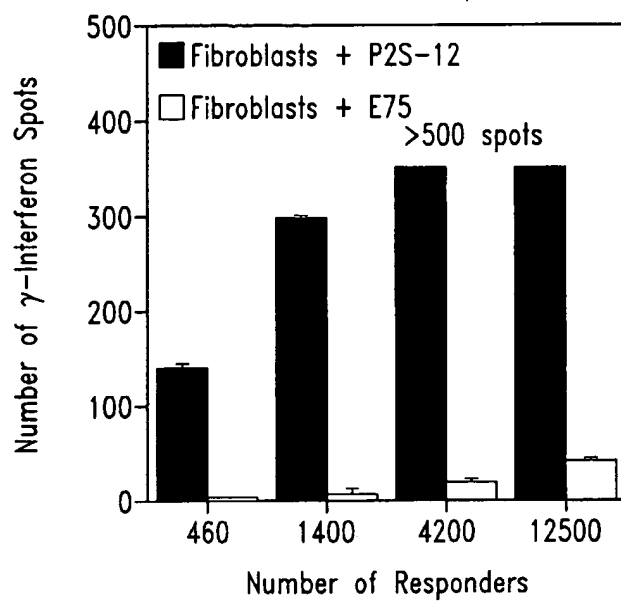 500
400
300
200
100
0
Number of γ-Interferon Spots
Fibroblasts + P2S-12
Fibroblasts + E75
>500 spots
460
1400
4200
12500
Number of Responders